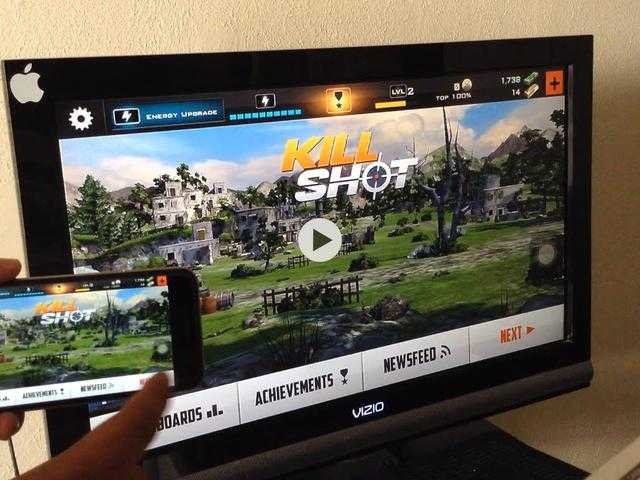 ENERGY UPGRADE
LVL 2
TOP 100%
1,738
14
KILL
SHOT
BOARDS
ACHIEVEMENTS
NEWSFEED
NEXT
VIZIO
KILL
SHOT
ACHIEVEMENTS
NEWSFEED